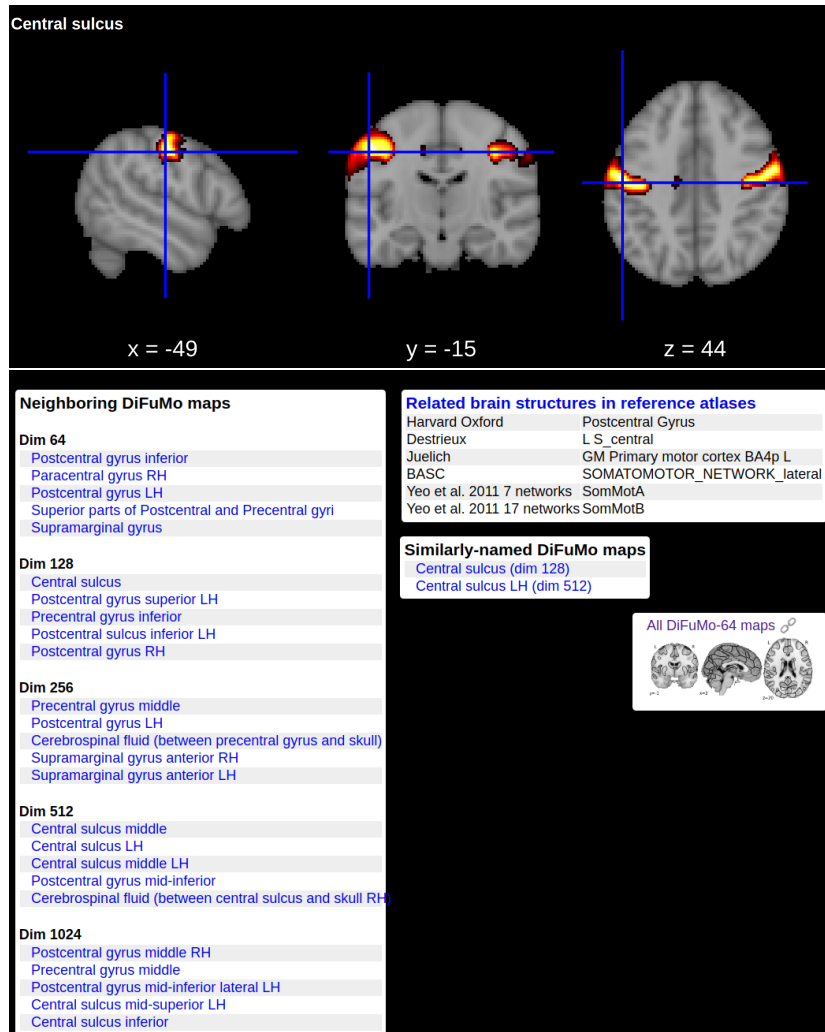 Central sulcus
x = -49
y = -15
z = 44
Neighboring DiFuMo maps
Dim 64
Postcentral gyrus inferior
Paracentral gyrus RH
Postcentral gyrus LH
Superior parts of Postcentral and Precentral gyri
Supramarginal gyrus
Dim 128
Central sulcus
Postcentral gyrus superior LH
Precentral gyrus inferior
Postcentral sulcus inferior LH
Postcentral gyrus RH
Dim 256
Precentral gyrus middle
Postcentral gyrus LH
Cerebrospinal fluid (between precentral gyrus and skull)
Supramarginal gyrus anterior RH
Supramarginal gyrus anterior LH
Dim 512
Central sulcus middle
Central sulcus LH
Central sulcus middle LH
Postcentral gyrus mid-inferior
Cerebrospinal fluid (between central sulcus and skull RH)
Dim 1024
Postcentral gyrus middle RH
Precentral gyrus middle
Postcentral gyrus mid-inferior lateral LH
Central sulcus mid-superior LH
Central sulcus inferior
Related brain structures in reference atlases
Harvard Oxford Postcentral Gyrus
Destrieux L S_central
Juelich GM Primary motor cortex BA4p L
BASC SOMATOMOTOR_NETWORK_lateral
Yeo et al. 2011 7 networks SomMotA
Yeo et al. 2011 17 networks SomMotB
Similarly-named DiFuMo maps
Central sulcus (dim 128)
Central sulcus LH (dim 512)
All DiFuMo-64 maps
L R L R
y=-1 x=3 z=20